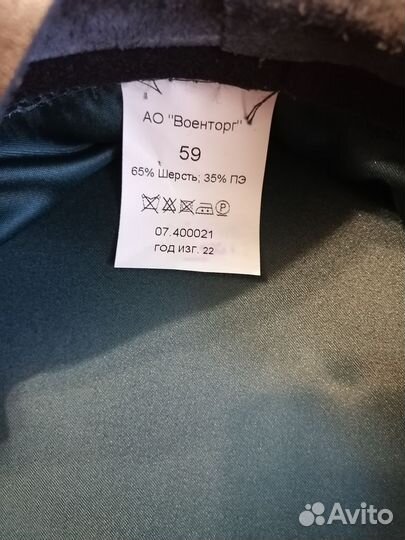 АО "Военторг"
59
65% Шерсть; 35% ПЭ
P
07.400021
год изг. 22
Avito